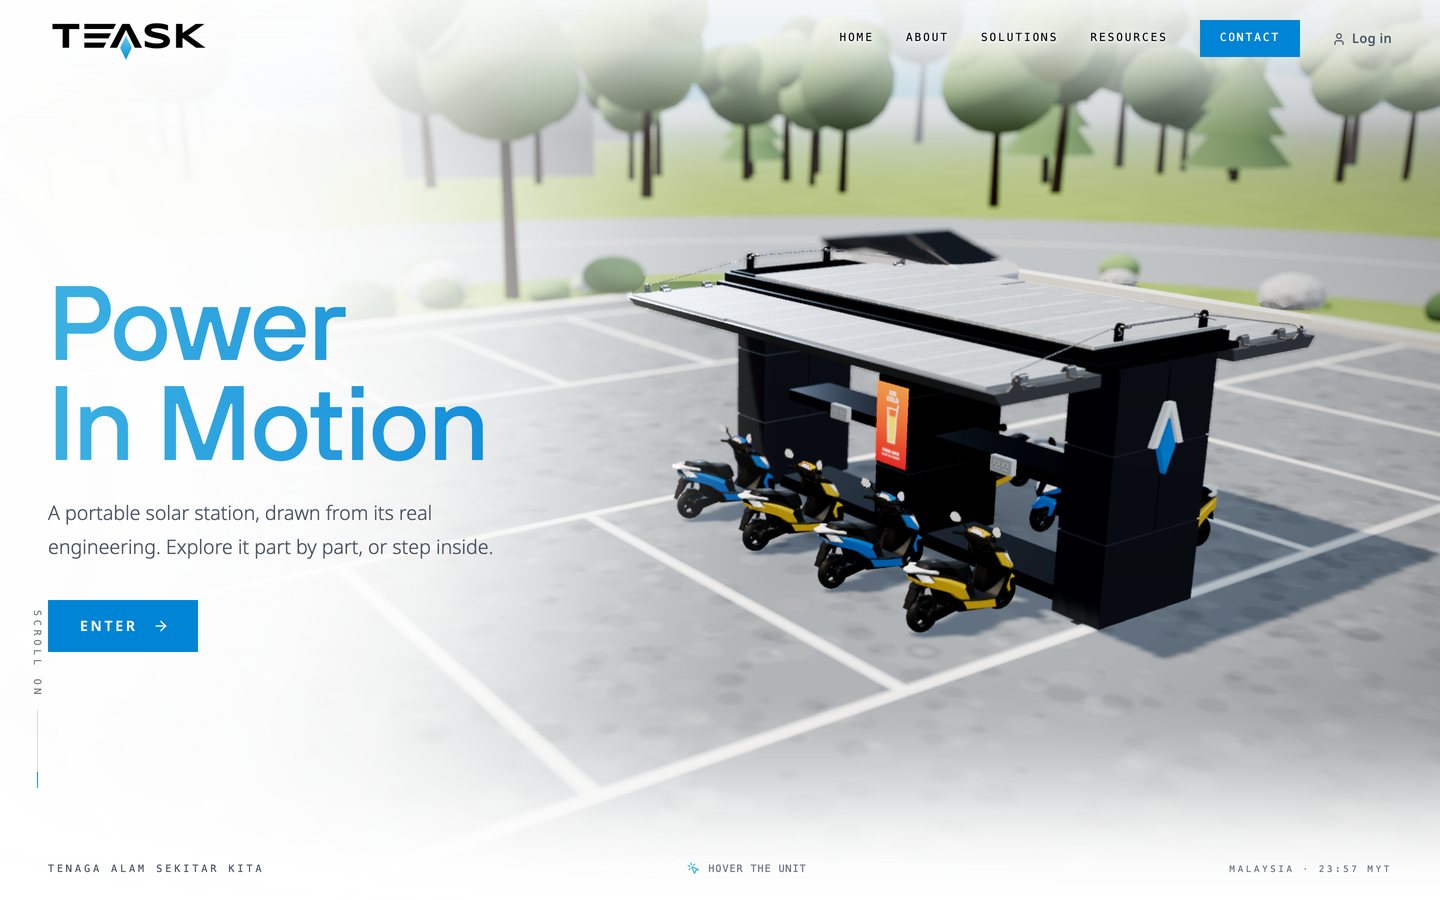 TEASK
HOME ABOUT SOLUTIONS RESOURCES CONTACT Log in
Power
In Motion
A portable solar station, drawn from its real
engineering. Explore it part by part, or step inside.
ENTER
SCROLL ON
ICE
COLD
TENAGA ALAM SEKITAR KITA
HOVER THE UNIT
MALAYSIA · 23:57 MYT